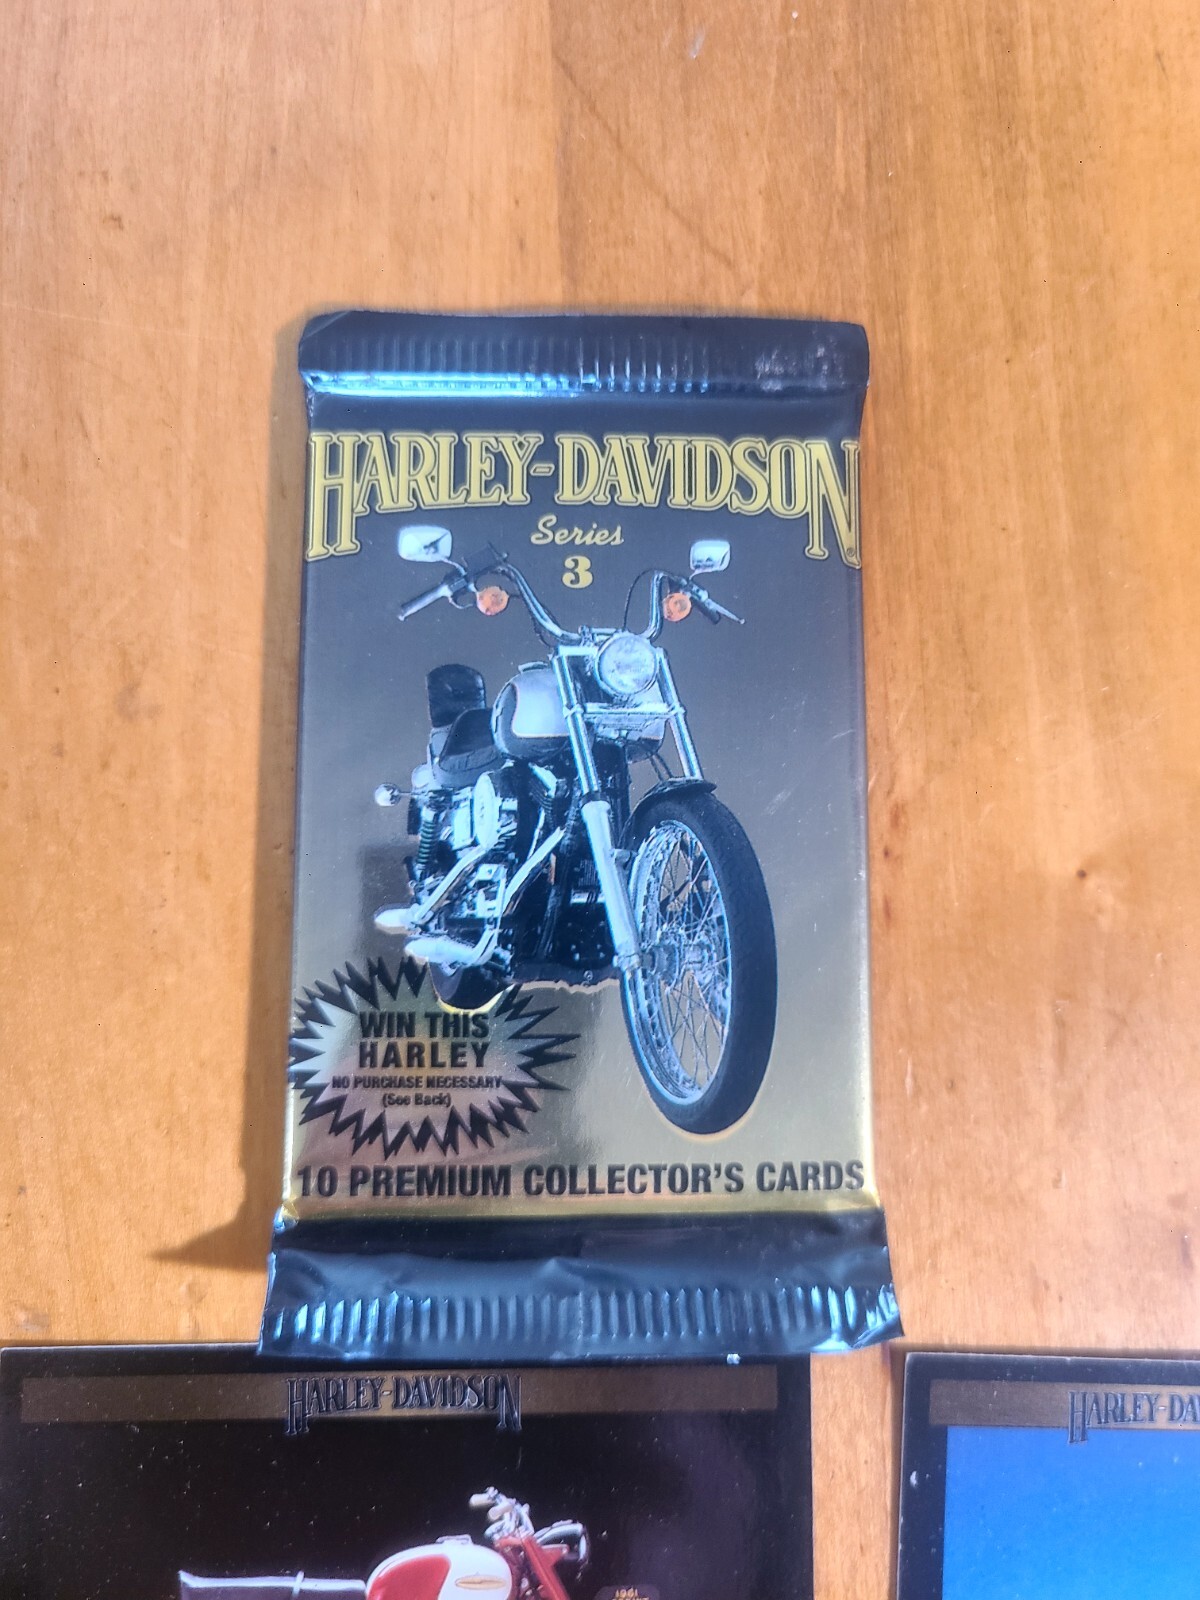 HARLEY-DAVIDSON®
Series
3
WIN THIS
HARLEY
NO PURCHASE NECESSARY
(See Back)
10 PREMIUM COLLECTOR'S CARDS
HARLEY-DAVIDSON
HARLEY-DA
1961